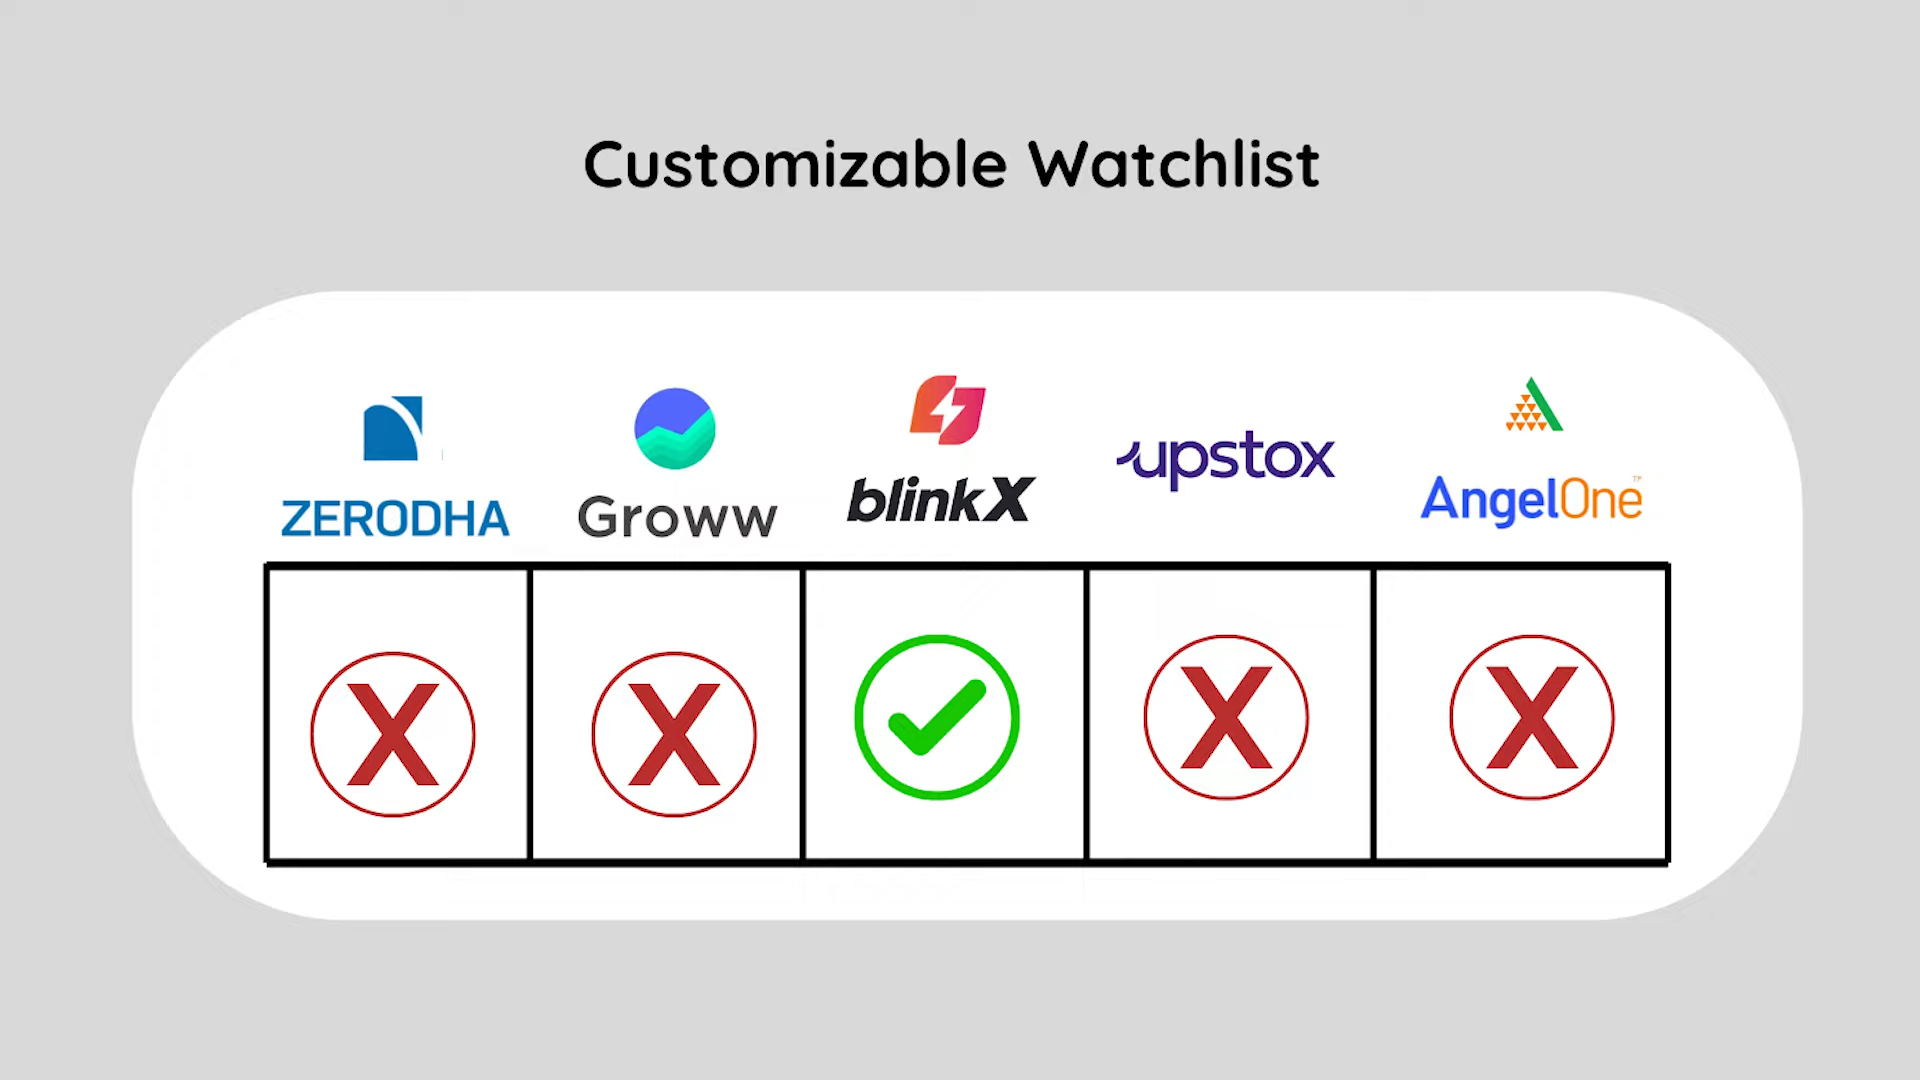 Customizable Watchlist
ZERODHA
Groww
blinkX
upstox
AngelOne
X
X
X
X